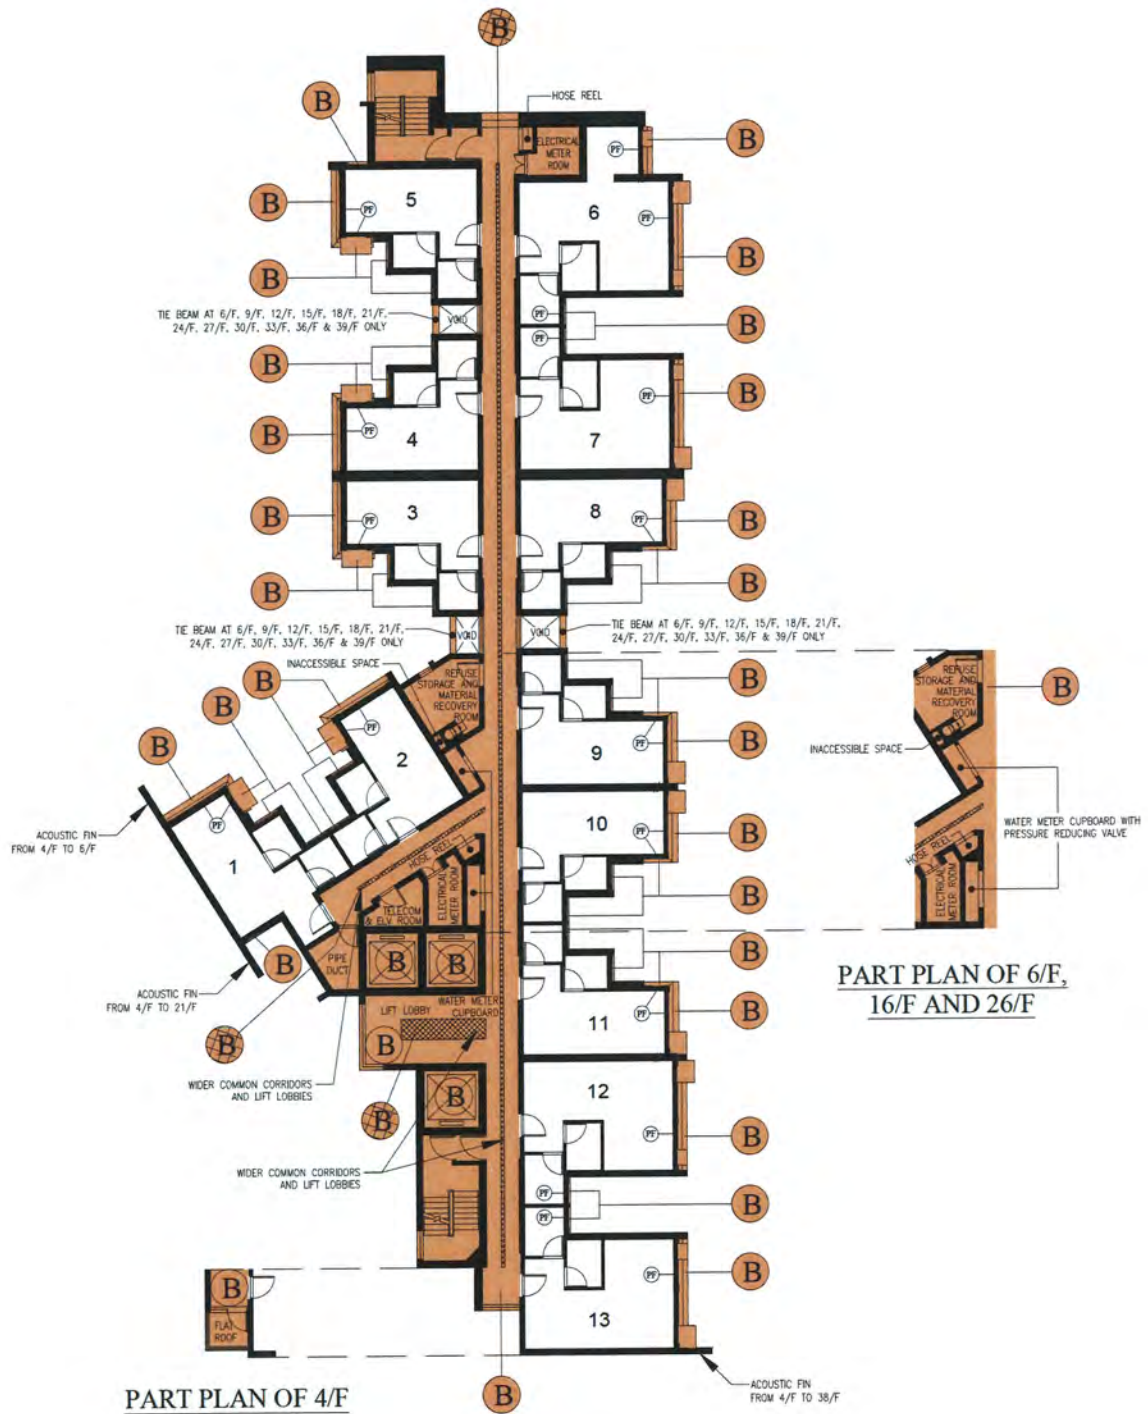 B
HOSE REEL
B
ELECTRICAL
METER
ROOM
PF
B
5
6
B
PF
PF
B
B
TIE BEAM AT 6/F, 9/F, 12/F, 15/F, 18/F, 21/F,
24/F, 27/F, 30/F, 33/F, 36/F & 39/F ONLY
VOID
PF
PF
B
B
PF
B
B
PF
4
7
B
3
8
PF
PF
B
B
B
TIE BEAM AT 6/F, 9/F, 12/F, 15/F, 18/F, 21/F,
24/F, 27/F, 30/F, 33/F, 36/F & 39/F ONLY
VOID
VOID
TIE BEAM AT 6/F, 9/F, 12/F, 15/F, 18/F, 21/F,
24/F, 27/F, 30/F, 33/F, 36/F & 39/F ONLY
INACCESSIBLE SPACE
REFUSE
STORAGE AND
MATERIAL
RECOVERY
ROOM
B
B
B
B
PF
2
9
PF
B
REFUSE
STORAGE AND
MATERIAL
RECOVERY
ROOM
B
INACCESSIBLE SPACE
WATER METER CUPBOARD WITH
PRESSURE REDUCING VALVE
HOSE REEL
ELECTRICAL
METER ROOM
PART PLAN OF 6/F,
16/F AND 26/F
ACOUSTIC FIN
FROM 4/F TO 6/F
PF
1
10
PF
B
B
HOSE REEL
TELECOM
& ELV ROOM
ELECTRICAL
METER ROOM
PIPE
DUCT
B
B
B
B
ACOUSTIC FIN
FROM 4/F TO 21/F
LIFT LOBBY
WATER METER
CUPBOARD
PF
B
11
B
B
WIDER COMMON CORRIDORS
AND LIFT LOBBIES
B
B
12
PF
B
WIDER COMMON CORRIDORS
AND LIFT LOBBIES
PF
PF
B
B
FLAT
ROOF
PF
B
13
PART PLAN OF 4/F
B
ACOUSTIC FIN
FROM 4/F TO 38/F